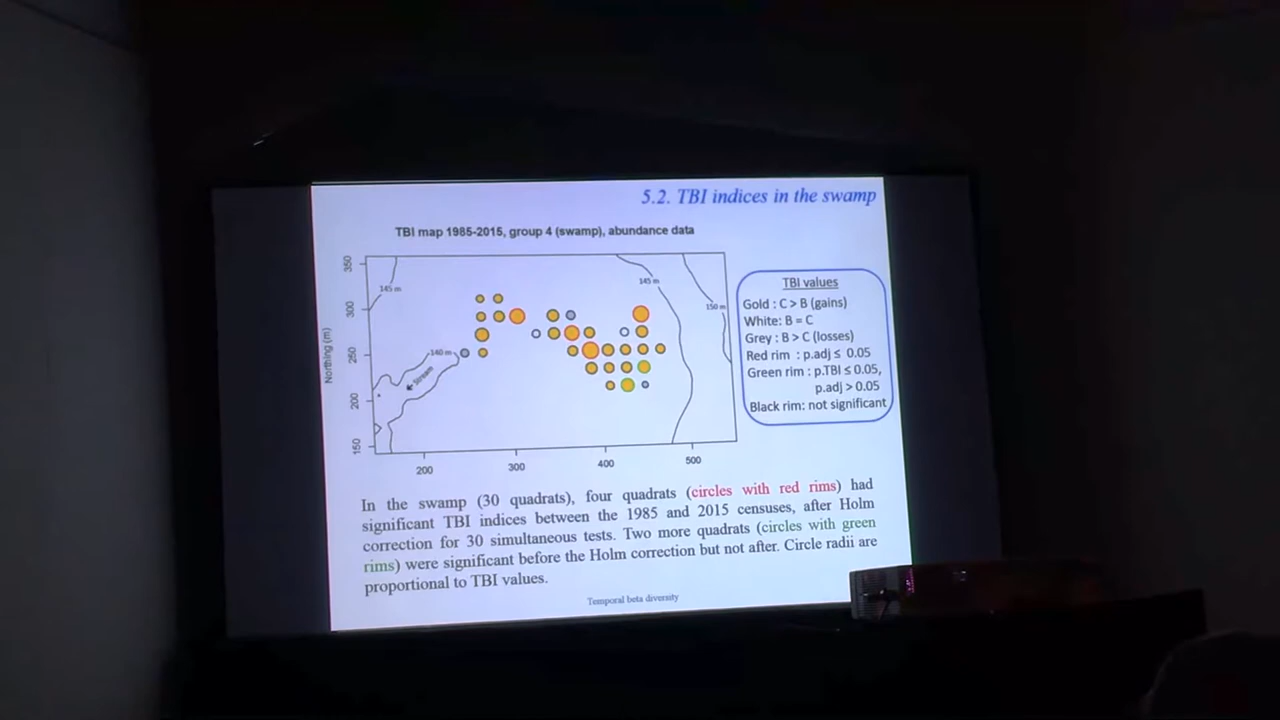 5.2. TBI indices in the swamp
TBI map 1985-2015, group 4 (swamp), abundance data
Northing (m)
350
300
250
200
150
145 m
140 m
Stream
145 m
150 m
200
300
400
500
TBI values
Gold : C > B (gains)
White: B = C
Grey : B > C (losses)
Red rim : p.adj ≤ 0.05
Green rim : p.TBI ≤ 0.05,
p.adj > 0.05
Black rim: not significant
In the swamp (30 quadrats), four quadrats (circles with red rims) had
significant TBI indices between the 1985 and 2015 censuses, after Holm
correction for 30 simultaneous tests. Two more quadrats (circles with green
rims) were significant before the Holm correction but not after. Circle radii are
proportional to TBI values.
Temporal beta diversity